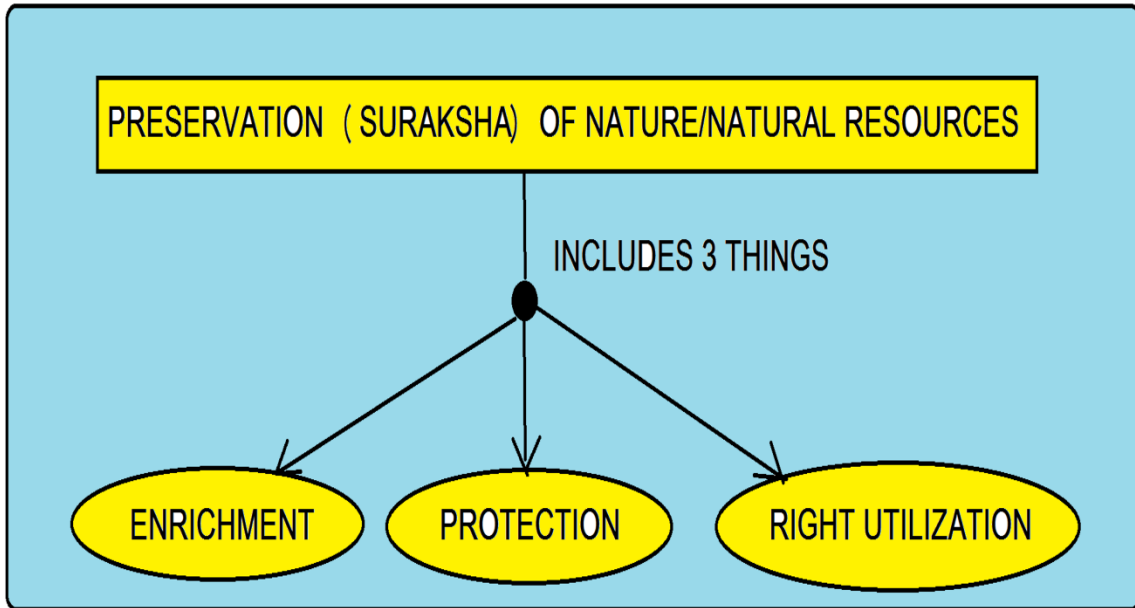 PRESERVATION ( SURAKSHA) OF NATURE/NATURAL RESOURCES
INCLUDES 3 THINGS
ENRICHMENT
PROTECTION
RIGHT UTILIZATION